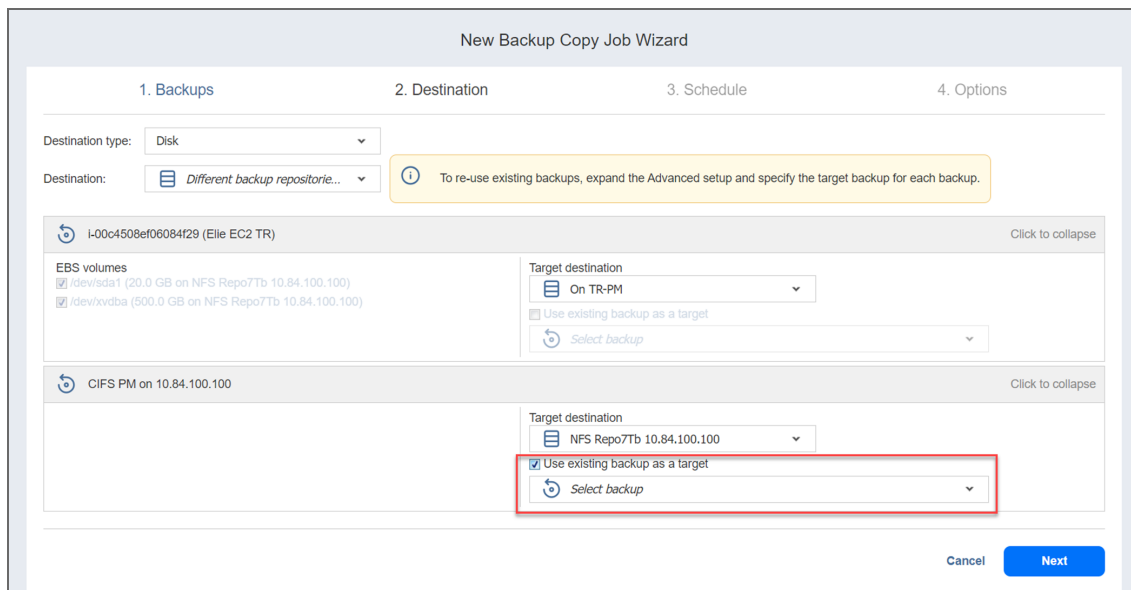 New Backup Copy Job Wizard
1. Backups 2. Destination 3. Schedule 4. Options
Destination type: Disk
Destination: Different backup repositorie...
To re-use existing backups, expand the Advanced setup and specify the target backup for each backup.
i-00c4508ef06084f29 (Elie EC2 TR) Click to collapse
EBS volumes
/dev/sda1 (20.0 GB on NFS Repo7Tb 10.84.100.100)
/dev/xvdba (500.0 GB on NFS Repo7Tb 10.84.100.100)
Target destination
On TR-PM
Use existing backup as a target
Select backup
CIFS PM on 10.84.100.100 Click to collapse
Target destination
NFS Repo7Tb 10.84.100.100
Use existing backup as a target
Select backup
Cancel Next